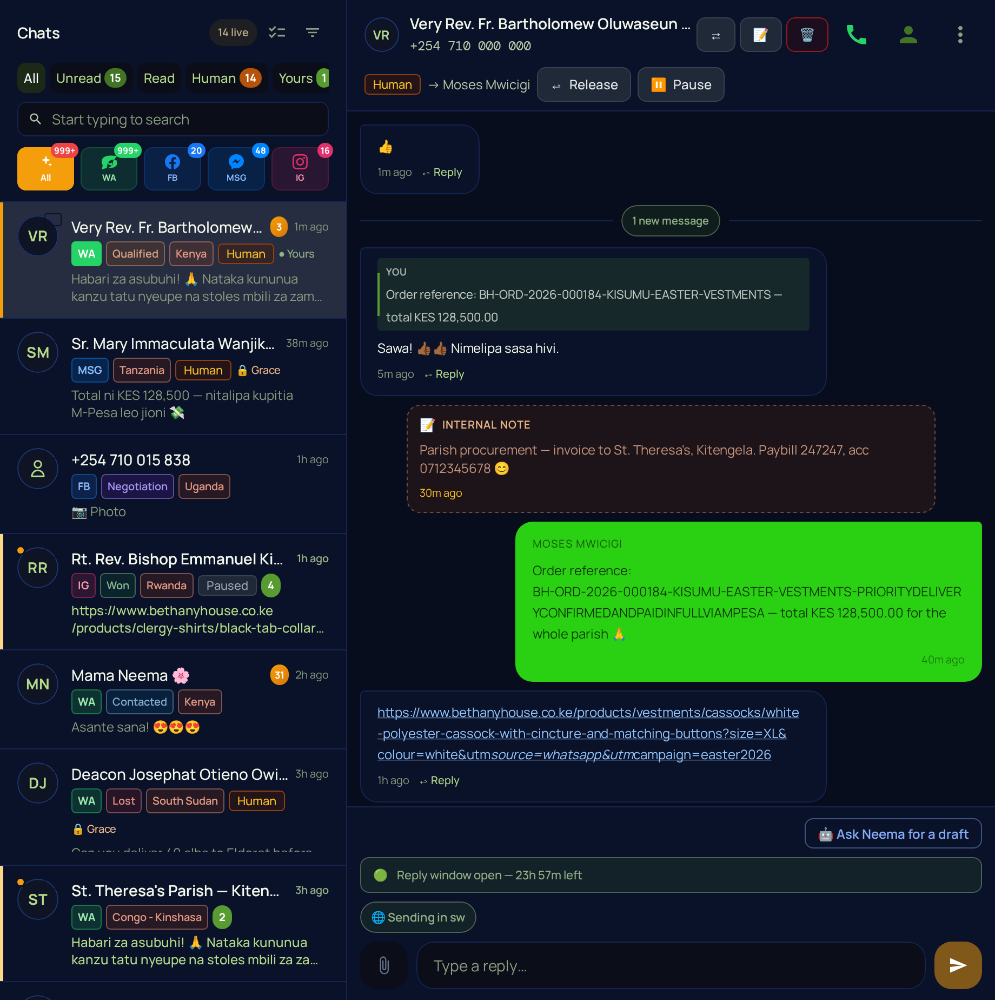 Chats
14 live
All
Unread 15
Read
Human 14
Yours 1
Start typing to search
999+
All
999+
WA
20
FB
48
MSG
16
IG
VR
Very Rev. Fr. Bartholomew... 3 1m ago
WA Qualified Kenya Human Yours
Habari za asubuhi! 🙏 Nataka kununua
kanzu tatu nyeupe na stoles mbili za zam...
SM
Sr. Mary Immaculata Wanjik... 38m ago
MSG Tanzania Human 🔒 Grace
Total ni KES 128,500 — nitalipa kupitia
M-Pesa leo jioni 💸
+254 710 015 838 1h ago
FB Negotiation Uganda
📷 Photo
RR
Rt. Rev. Bishop Emmanuel Ki... 1h ago
IG Won Rwanda Paused 4
https://www.bethanyhouse.co.ke
/products/clergy-shirts/black-tab-collar...
MN
Mama Neema 🌸 31 2h ago
WA Contacted Kenya
Asante sana! 😍😍😍
DJ
Deacon Josephat Otieno Owi... 3h ago
WA Lost South Sudan Human
🔒 Grace
ST
St. Theresa's Parish — Kiten... 3h ago
WA Congo - Kinshasa 2
Habari za asubuhi! 🙏 Nataka kununua
kanzu tatu nyeupe na stoles mbili za za...
VR
Very Rev. Fr. Bartholomew Oluwaseun ...
+254 710 000 000
Human → Moses Mwicigi
Release
Pause
👍
1m ago Reply
1 new message
YOU
Order reference: BH-ORD-2026-000184-KISUMU-EASTER-VESTMENTS —
total KES 128,500.00
Sawa! 👍🏾👍🏾 Nimelipa sasa hivi.
5m ago Reply
📝 INTERNAL NOTE
Parish procurement — invoice to St. Theresa's, Kitengela. Paybill 247247, acc
0712345678 😊
30m ago
MOSES MWICIGI
Order reference:
BH-ORD-2026-000184-KISUMU-EASTER-VESTMENTS-PRIORITYDELIVER
YCONFIRMEDANDPAIDINFULLVIAMPESA — total KES 128,500.00 for the
whole parish 🙏
40m ago
https://www.bethanyhouse.co.ke/products/vestments/cassocks/white
-polyester-cassock-with-cincture-and-matching-buttons?size=XL&
colour=white&utmsource=whatsapp&utmcampaign=easter2026
1h ago Reply
🤖 Ask Neema for a draft
Reply window open — 23h 57m left
🌐 Sending in sw
Type a reply...